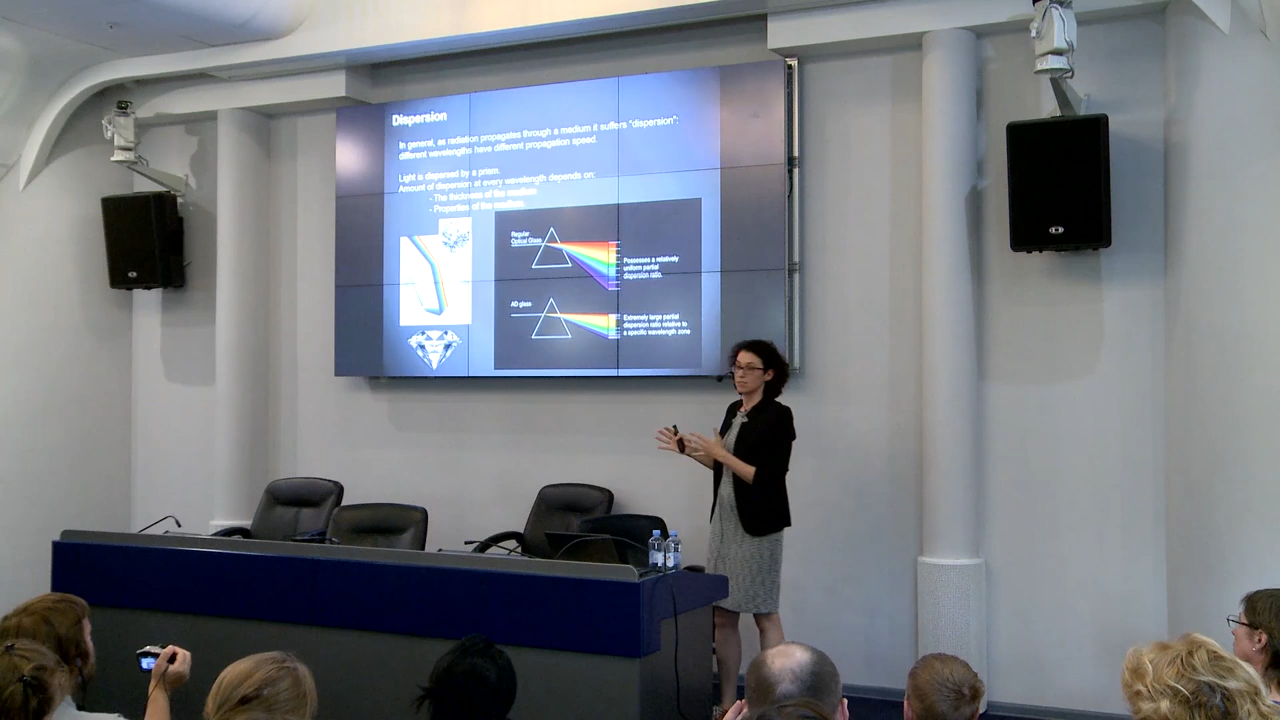 Dispersion
In general, as radiation propagates through a medium it suffers "dispersion":
different wavelengths have different propagation speed.
Light is dispersed by a prism.
Amount of dispersion at every wavelength depends on:
- The thickness of the medium
- Properties of the medium.
Regular
Optical Glass
Possesses a relatively
uniform partial
dispersion ratio.
AD glass
Extremely large partial
dispersion ratio relative to
a specific wavelength zone